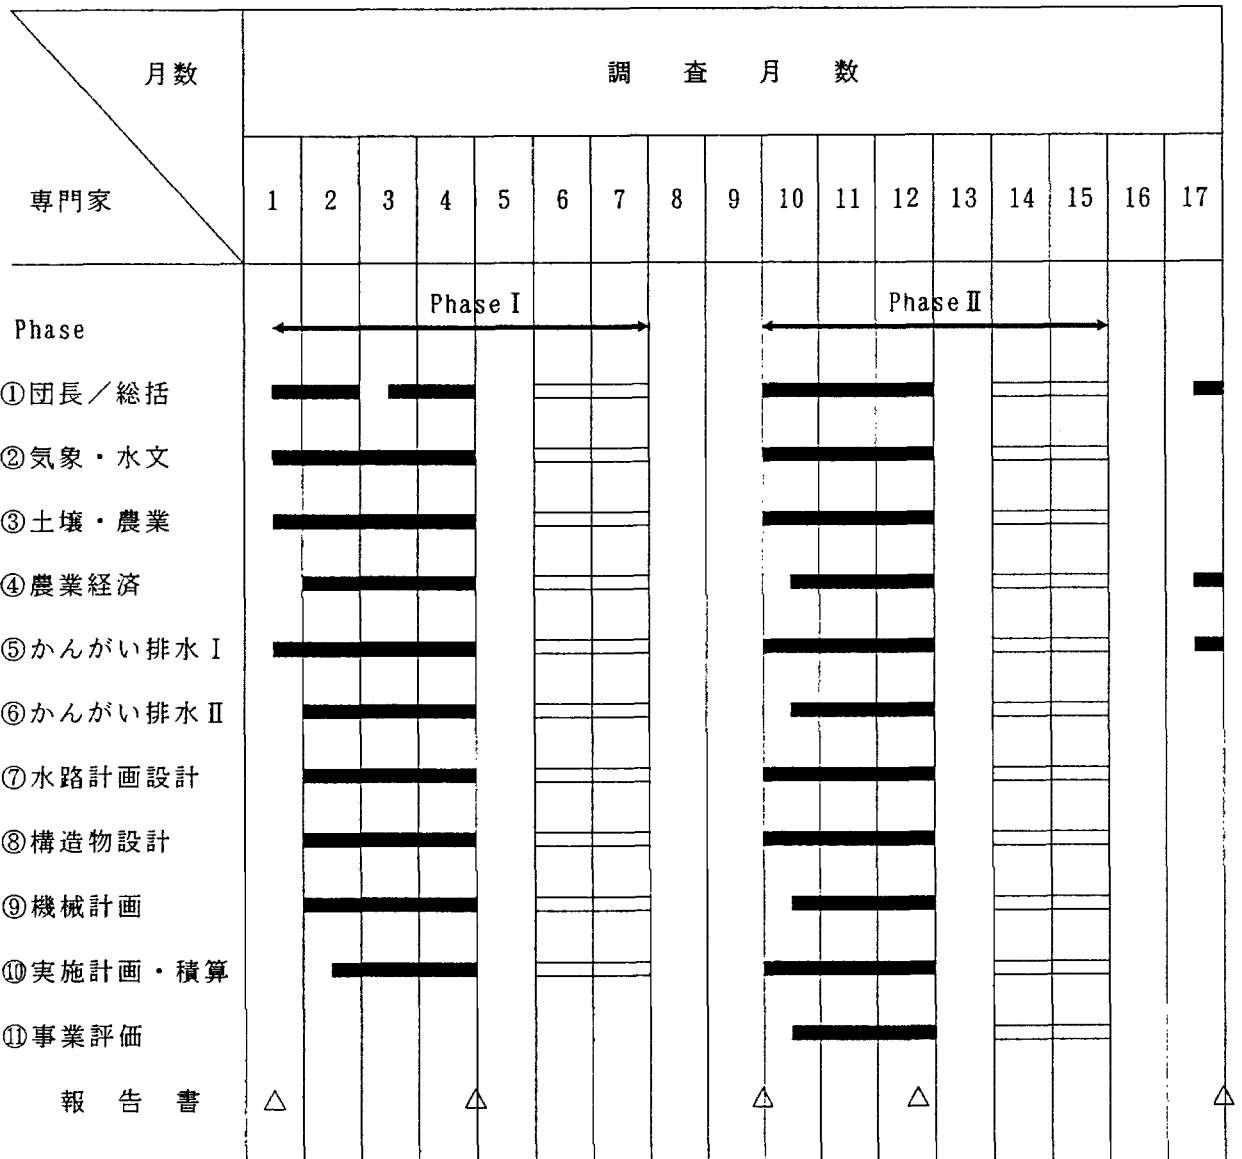 月数
調査月数
専門家
1 2 3 4 5 6 7 8 9 10 11 12 13 14 15 16 17
Phase Ⅰ Phase Ⅱ
Phase
①団長／総括
②気象・水文
③土壌・農業
④農業経済
⑤かんがい排水Ⅰ
⑥かんがい排水Ⅱ
⑦水路計画設計
⑧構造物設計
⑨機械計画
⑩実施計画・積算
⑪事業評価
報告書 △ △ △ △ △